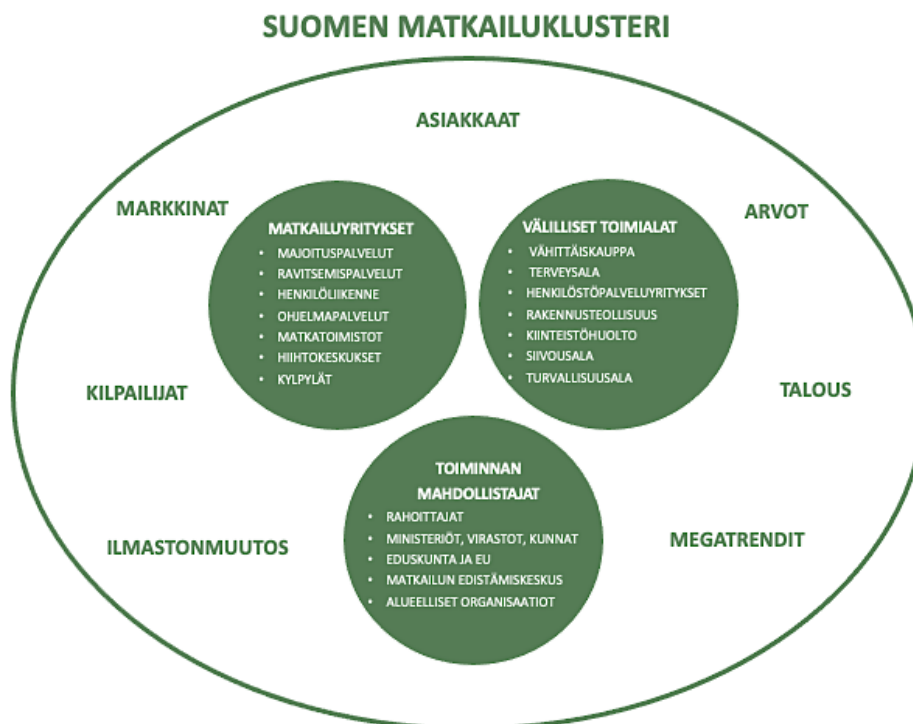 SUOMEN MATKAILUKLUSTERI
ASIAKKAAT
MARKKINAT
ARVOT
MATKAILUYRITYKSET
• MAJOITUSPALVELUT
• RAVITSEMISPALVELUT
• HENKILÖLIIKENNE
• OHJELMAPALVELUT
• MATKATOIMISTOT
• HIIHTOKESKUKSET
• KYLPYLÄT
VÄLILLISET TOIMIALAT
• VÄHITTÄISKAUPPA
• TERVEYSALA
• HENKILÖSTÖPALVELUYRITYKSET
• RAKENNUSTEOLLISUUS
• KIINTEISTÖHUOLTO
• SIIVOUSALA
• TURVALLISUUSALA
KILPAILIJAT
TALOUS
TOIMINNAN
MAHDOLLISTAJAT
• RAHOITTAJAT
• MINISTERIÖT, VIRASTOT, KUNNAT
• EDUSKUNTA JA EU
• MATKAILUN EDISTÄMISKESKUS
• ALUEELLISET ORGANISAATIOT
ILMASTONMUUTOS
MEGATRENDIT